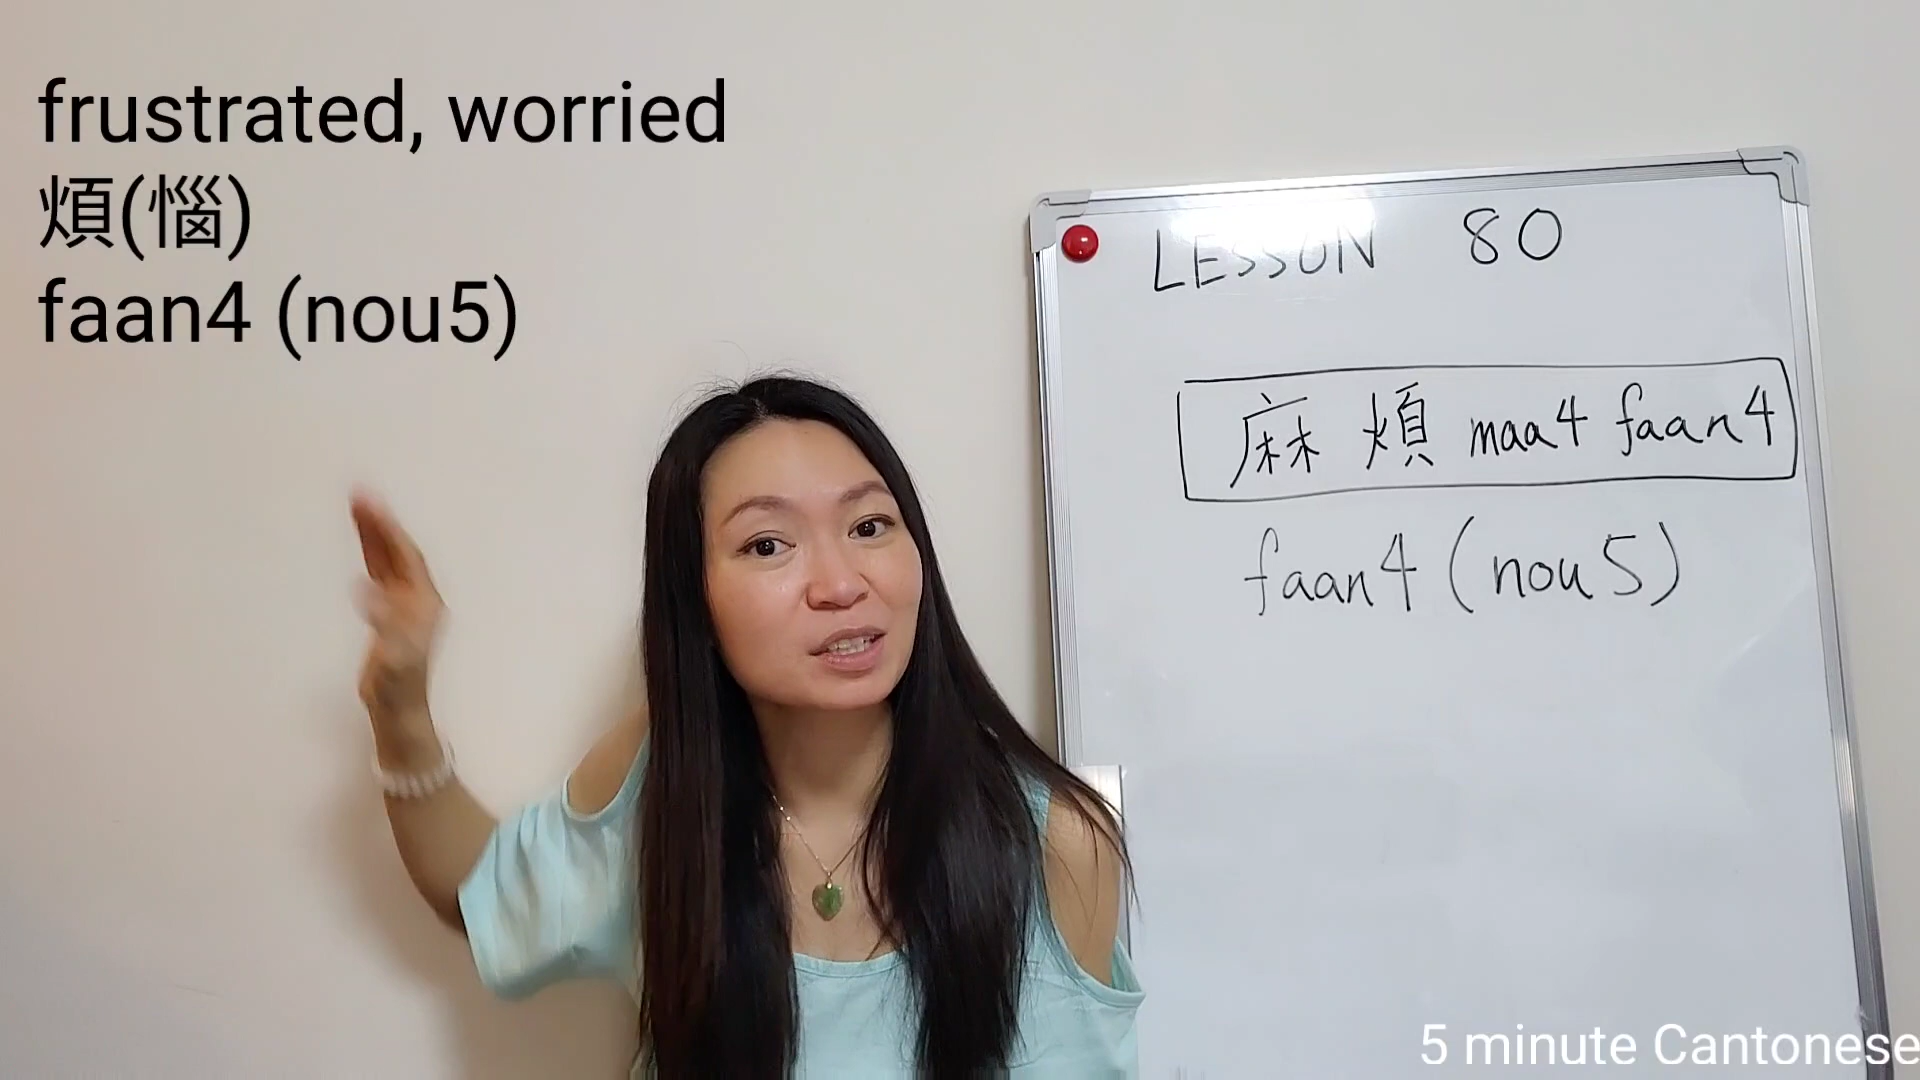 frustrated, worried
煩(惱)
faan4 (nou5)
LESSON 80
麻煩 maa4 faan4
faan4 (nou5)
5 minute Cantonese